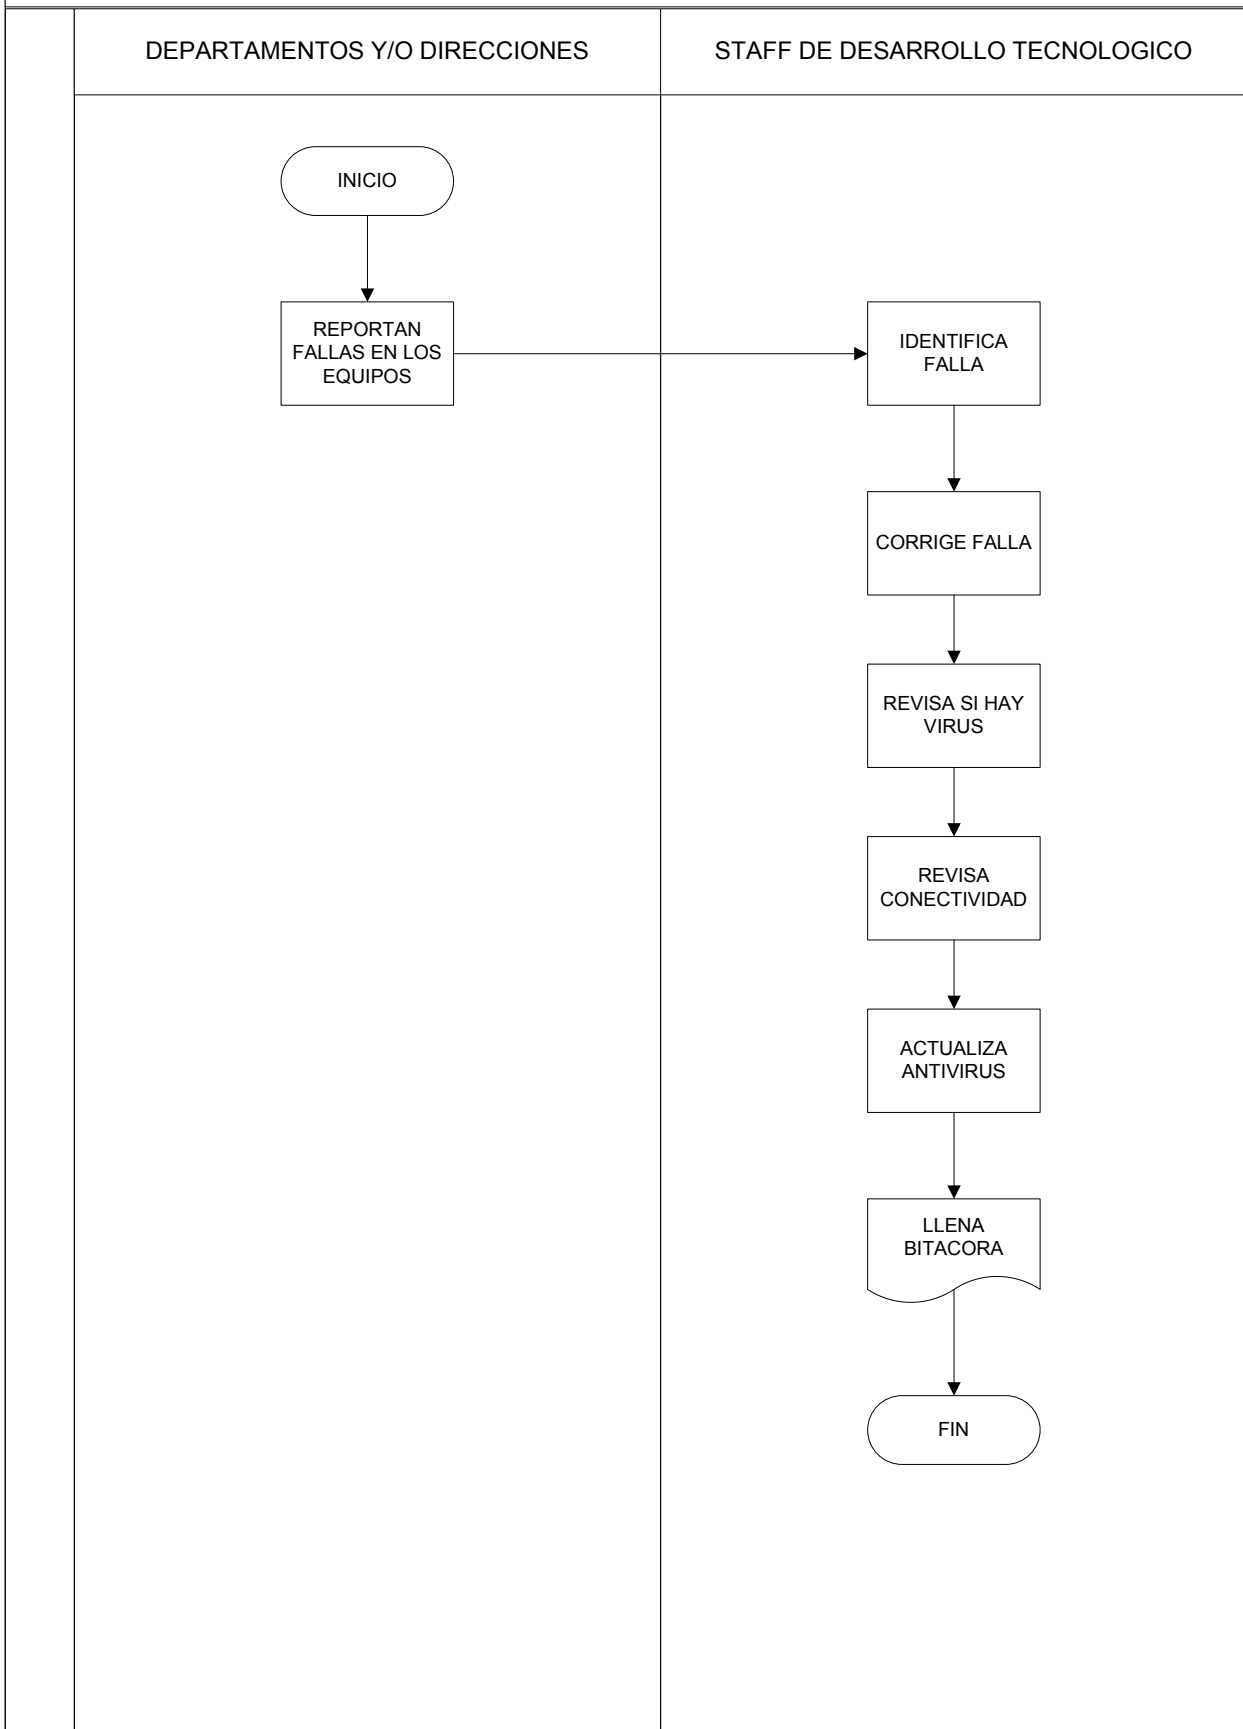 DEPARTAMENTOS Y/O DIRECCIONES
STAFF DE DESARROLLO TECNOLOGICO
INICIO
REPORTAN
FALLAS EN LOS
EQUIPOS
IDENTIFICA
FALLA
CORRIGE FALLA
REVISA SI HAY
VIRUS
REVISA
CONECTIVIDAD
ACTUALIZA
ANTIVIRUS
LLENA
BITACORA
FIN